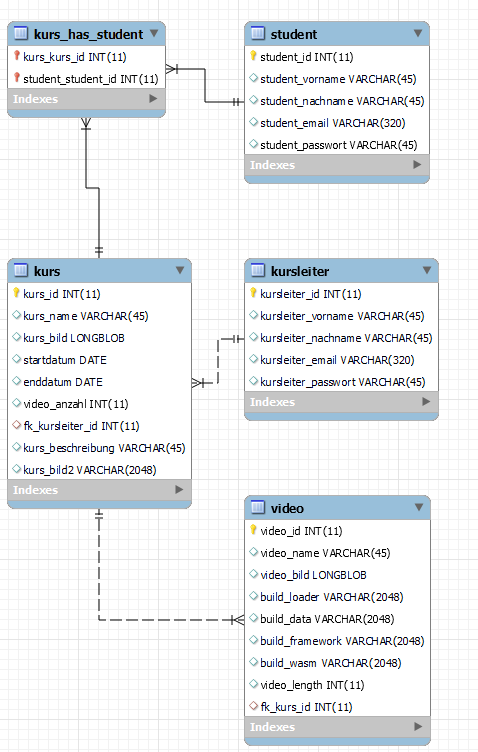 kurs_has_student
kurs_kurs_id INT(11)
student_student_id INT(11)
Indexes
student
student_id INT(11)
student_vorname VARCHAR(45)
student_nachname VARCHAR(45)
student_email VARCHAR(320)
student_passwort VARCHAR(45)
Indexes
kurs
kurs_id INT(11)
kurs_name VARCHAR(45)
kurs_bild LONGBLOB
startdatum DATE
enddatum DATE
video_anzahl INT(11)
fk_kursleiter_id INT(11)
kurs_beschreibung VARCHAR(45)
kurs_bild2 VARCHAR(2048)
Indexes
kursleiter
kursleiter_id INT(11)
kursleiter_vorname VARCHAR(45)
kursleiter_nachname VARCHAR(45)
kursleiter_email VARCHAR(320)
kursleiter_passwort VARCHAR(45)
Indexes
video
video_id INT(11)
video_name VARCHAR(45)
video_bild LONGBLOB
build_loader VARCHAR(2048)
build_data VARCHAR(2048)
build_framework VARCHAR(2048)
build_wasm VARCHAR(2048)
video_length INT(11)
fk_kurs_id INT(11)
Indexes